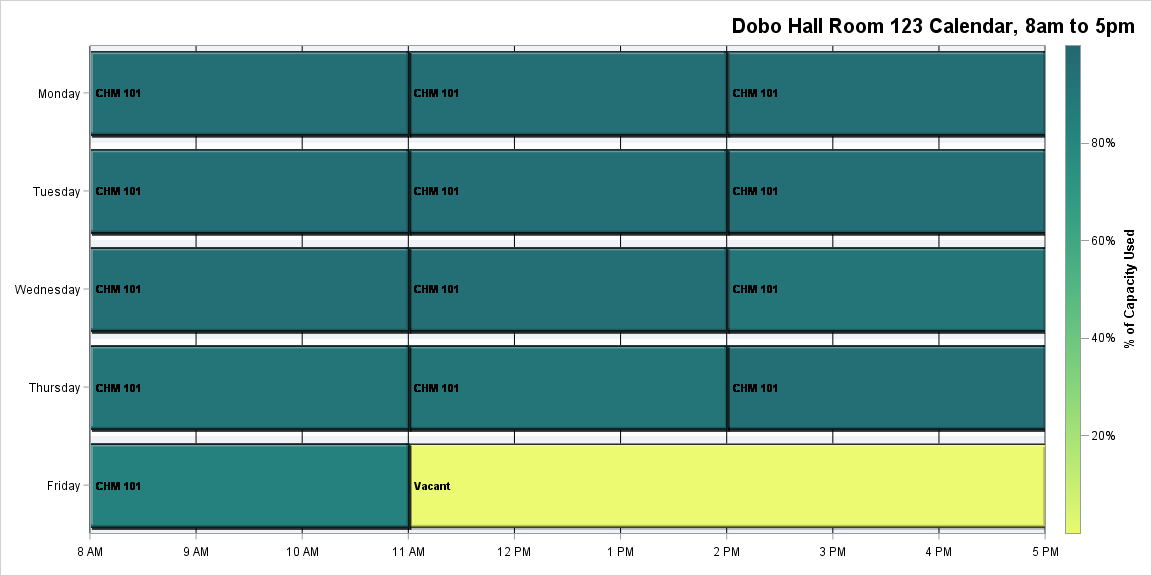 Dobo Hall Room 123 Calendar, 8am to 5pm
Monday CHM 101 CHM 101 CHM 101
80%
Tuesday CHM 101 CHM 101 CHM 101
60%
% of Capacity Used
Wednesday CHM 101 CHM 101 CHM 101
40%
Thursday CHM 101 CHM 101 CHM 101
20%
Friday CHM 101 Vacant
8 AM 9 AM 10 AM 11 AM 12 PM 1 PM 2 PM 3 PM 4 PM 5 PM